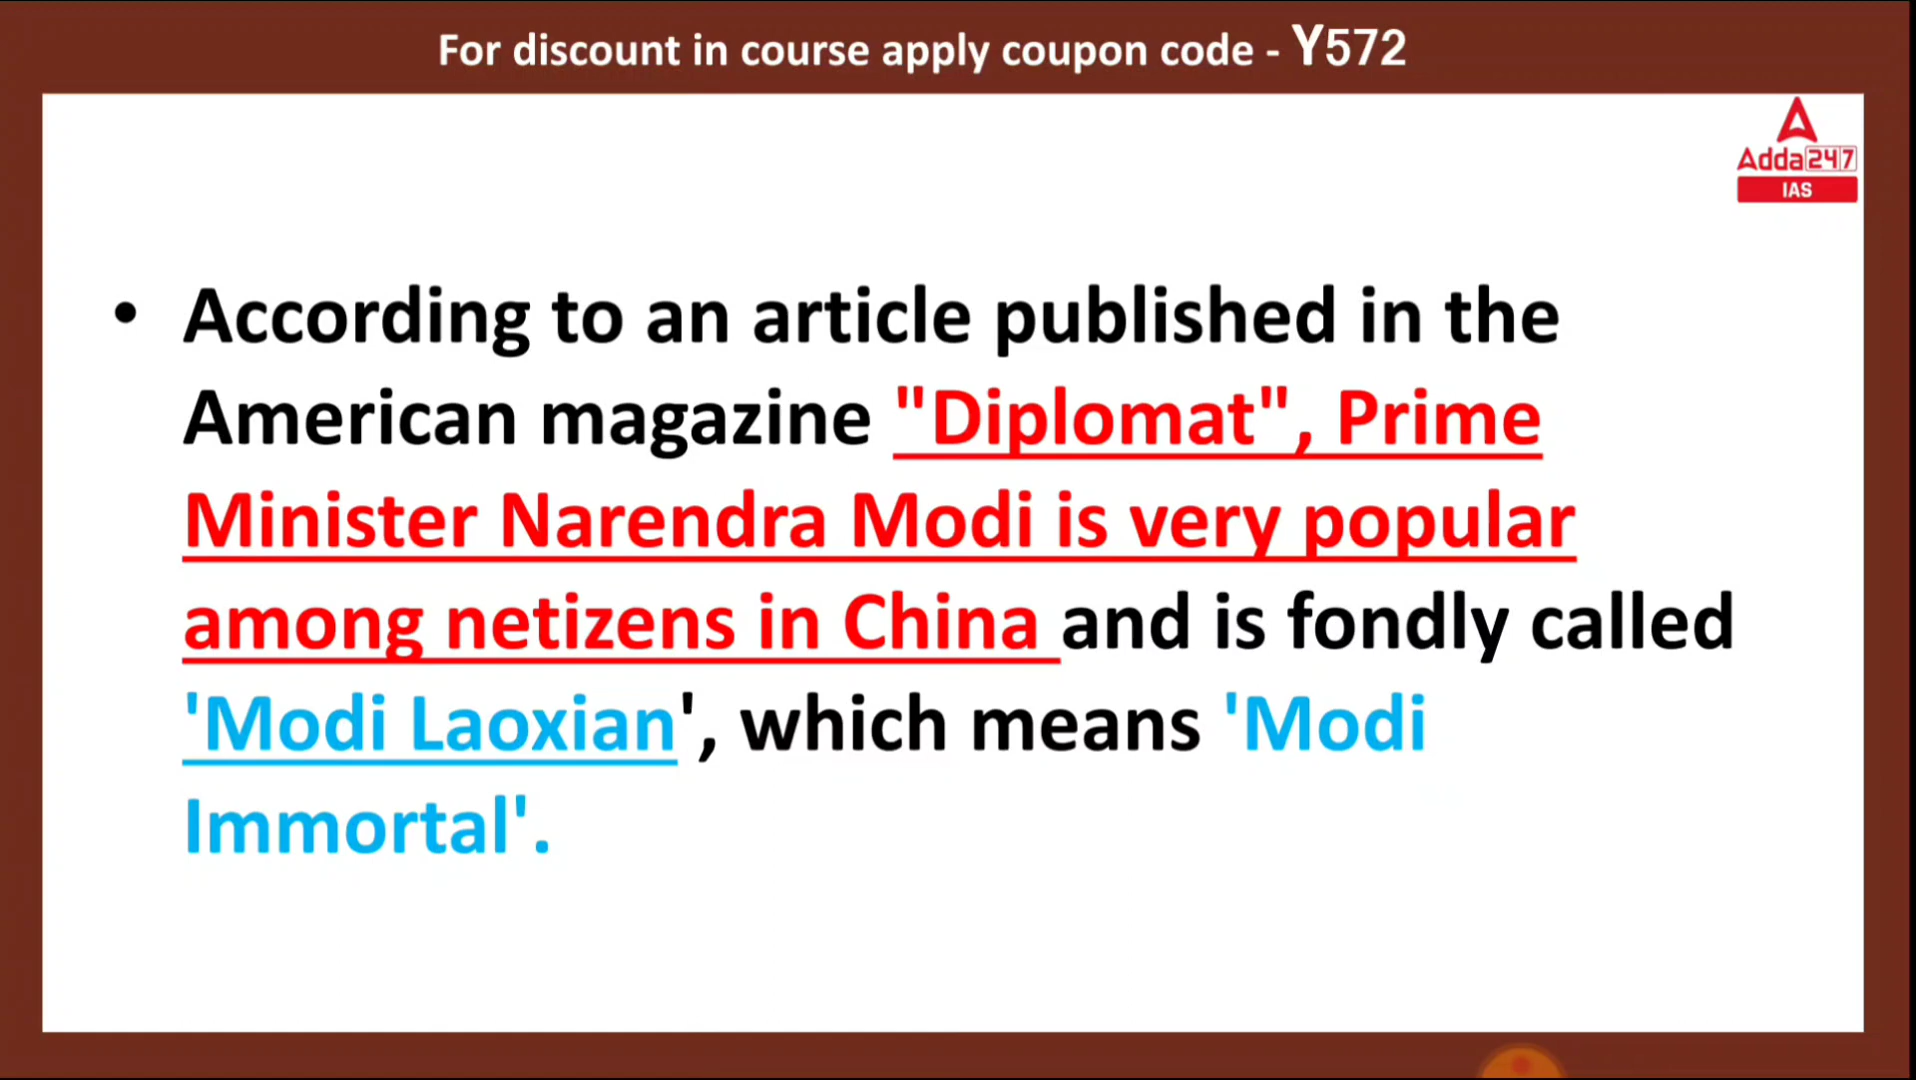 For discount in course apply coupon code - Y572
Adda247
IAS
• According to an article published in the
American magazine "Diplomat", Prime
Minister Narendra Modi is very popular
among netizens in China and is fondly called
'Modi Laoxian', which means 'Modi
Immortal'.